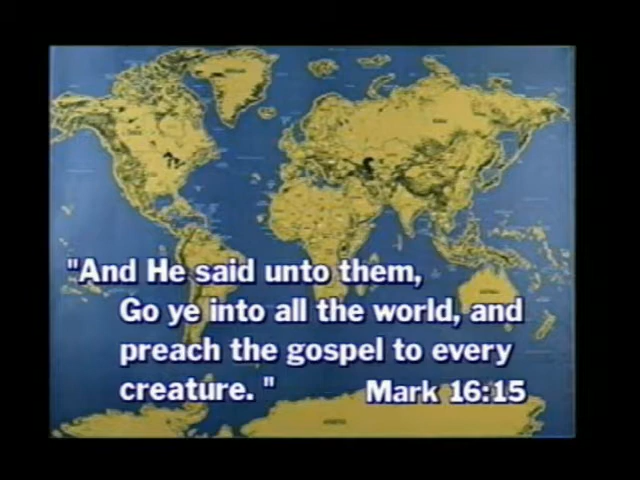 "And He said unto them,
Go ye into all the world, and
preach the gospel to every
creature. " Mark 16:15